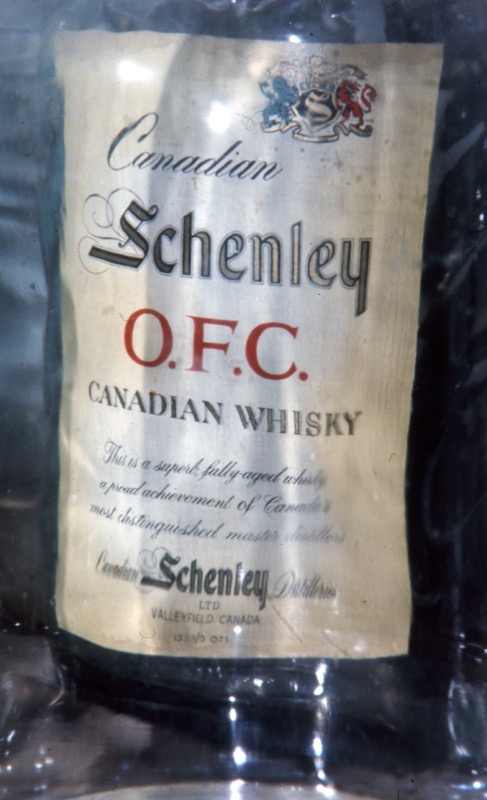 S
Canadian
Schenley
O.F.C.
CANADIAN WHISKY
This is a superb, fully-aged whisky
a proud achievement of Canada's
most distinguished master distillers
Canadian Schenley Distilleries
LTD.
VALLEYFIELD, CANADA